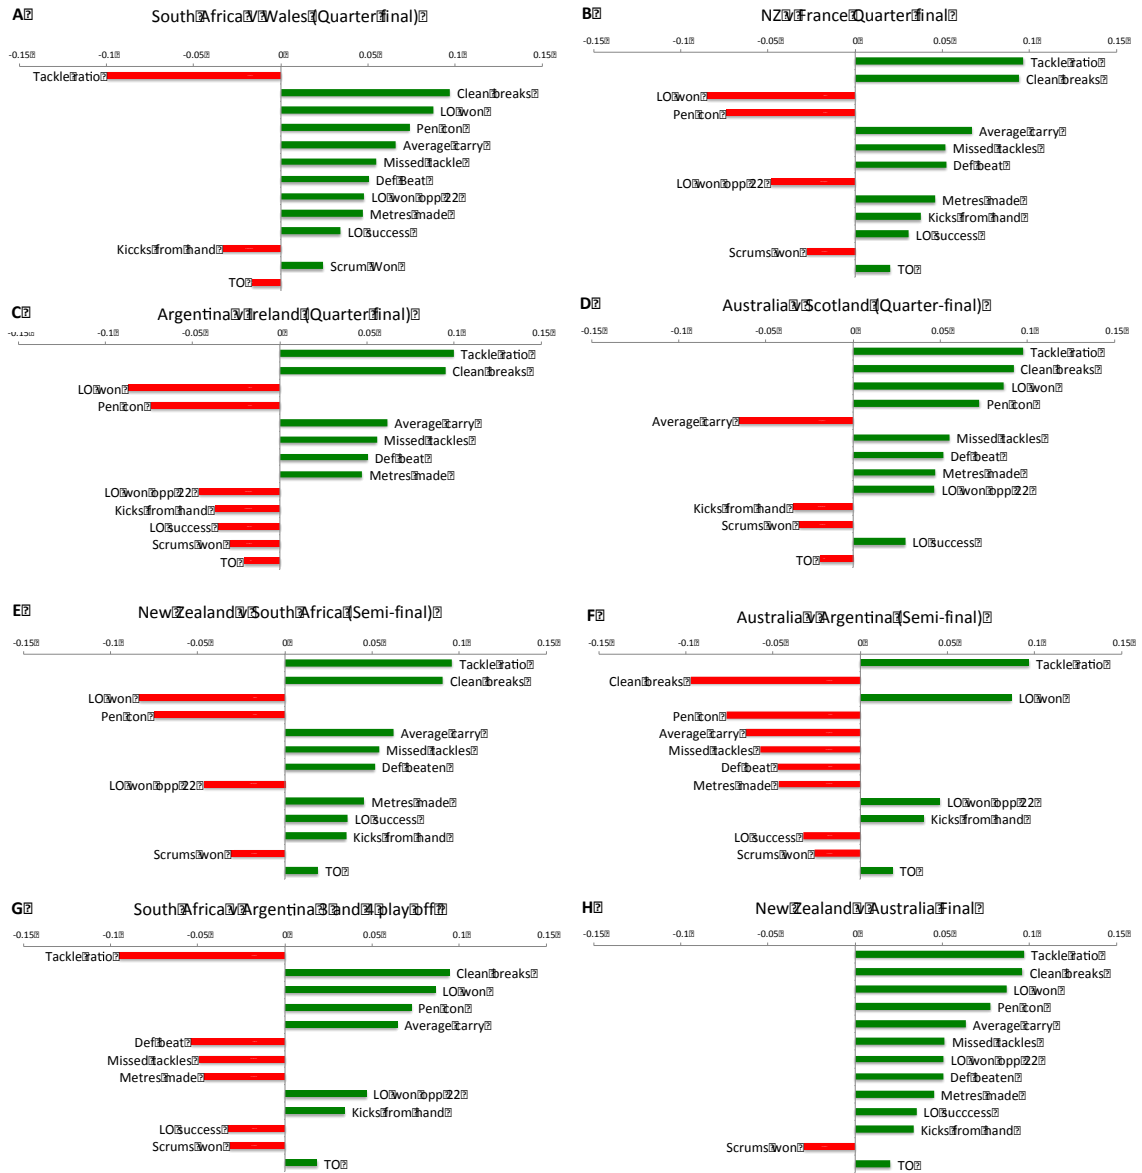 A
South Africa V Wales (Quarter final)
-0.15 -0.1 -0.05 0 0.05 0.1 0.15
Tackle ratio
Clean breaks
LO won
Pen con
Average carry
Missed tackle
Def Beat
LO won opp 22
Metres made
LO success
Kiccks from hand
Scrum Won
TO
B
NZ v France Quarter final
-0.15 -0.1 -0.05 0 0.05 0.1 0.15
Tackle ratio
Clean breaks
LO won
Pen con
Average carry
Missed tackles
Def beat
LO won opp 22
Metres made
Kicks from hand
LO success
Scrums won
TO
C
Argentina v Ireland (Quarter final)
-0.15 -0.1 -0.05 0 0.05 0.1 0.15
Tackle ratio
Clean breaks
LO won
Pen con
Average carry
Missed tackles
Def beat
Metres made
LO won opp 22
Kicks from hand
LO success
Scrums won
TO
D
Australia v Scotland (Quarter-final)
-0.15 -0.1 -0.05 0 0.05 0.1 0.15
Tackle ratio
Clean breaks
LO won
Pen con
Average carry
Missed tackles
Def beat
Metres made
LO won opp 22
Kicks from hand
Scrums won
LO success
TO
E
New Zealand v South Africa (Semi-final)
-0.15 -0.1 -0.05 0 0.05 0.1 0.15
Tackle ratio
Clean breaks
LO won
Pen con
Average carry
Missed tackles
Def beaten
LO won opp 22
Metres made
LO success
Kicks from hand
Scrums won
TO
F
Australia v Argentina (Semi-final)
-0.15 -0.1 -0.05 0 0.05 0.1 0.15
Tackle ratio
Clean breaks
LO won
Pen con
Average carry
Missed tackles
Def beat
Metres made
LO won opp 22
Kicks from hand
LO success
Scrums won
TO
G
South Africa v Argentina 3 and 4 play off
-0.15 -0.1 -0.05 0 0.05 0.1 0.15
Tackle ratio
Clean breaks
LO won
Pen con
Average carry
Def beat
Missed tackles
Metres made
LO won opp 22
Kicks from hand
LO success
Scrums won
TO
H
New Zealand v Australia Final
-0.15 -0.1 -0.05 0 0.05 0.1 0.15
Tackle ratio
Clean breaks
LO won
Pen con
Average carry
Missed tackles
LO won opp 22
Def beaten
Metres made
LO succcess
Kicks from hand
Scrums won
TO